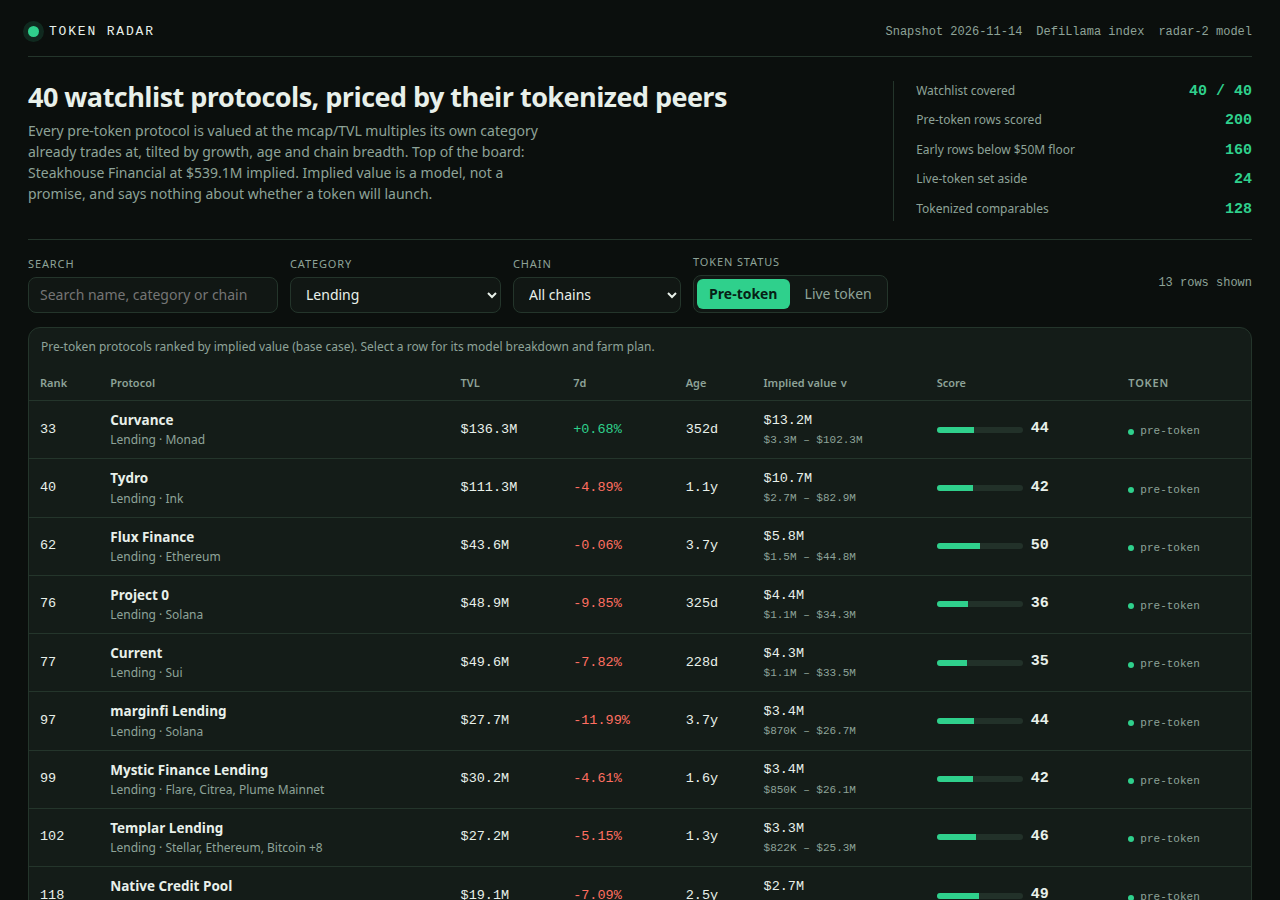 TOKEN RADAR
Snapshot 2026-11-14 DefiLlama index radar-2 model
40 watchlist protocols, priced by their tokenized peers
Every pre-token protocol is valued at the mcap/TVL multiples its own category
already trades at, tilted by growth, age and chain breadth. Top of the board:
Steakhouse Financial at $539.1M implied. Implied value is a model, not a
promise, and says nothing about whether a token will launch.
Watchlist covered 40 / 40
Pre-token rows scored 200
Early rows below $50M floor 160
Live-token set aside 24
Tokenized comparables 128
SEARCH CATEGORY CHAIN TOKEN STATUS
Search name, category or chain Lending All chains Pre-token Live token
13 rows shown
Pre-token protocols ranked by implied value (base case). Select a row for its model breakdown and farm plan.
Rank Protocol TVL 7d Age Implied value v Score TOKEN
33 Curvance $136.3M +0.68% 352d $13.2M 44 pre-token
Lending · Monad $3.3M – $102.3M
40 Tydro $111.3M -4.89% 1.1y $10.7M 42 pre-token
Lending · Ink $2.7M – $82.9M
62 Flux Finance $43.6M -0.06% 3.7y $5.8M 50 pre-token
Lending · Ethereum $1.5M – $44.8M
76 Project 0 $48.9M -9.85% 325d $4.4M 36 pre-token
Lending · Solana $1.1M – $34.3M
77 Current $49.6M -7.82% 228d $4.3M 35 pre-token
Lending · Sui $1.1M – $33.5M
97 marginfi Lending $27.7M -11.99% 3.7y $3.4M 44 pre-token
Lending · Solana $870K – $26.7M
99 Mystic Finance Lending $30.2M -4.61% 1.6y $3.4M 42 pre-token
Lending · Flare, Citrea, Plume Mainnet $850K – $26.1M
102 Templar Lending $27.2M -5.15% 1.3y $3.3M 46 pre-token
Lending · Stellar, Ethereum, Bitcoin +8 $822K – $25.3M
118 Native Credit Pool $19.1M -7.09% 2.5y $2.7M 49 pre-token